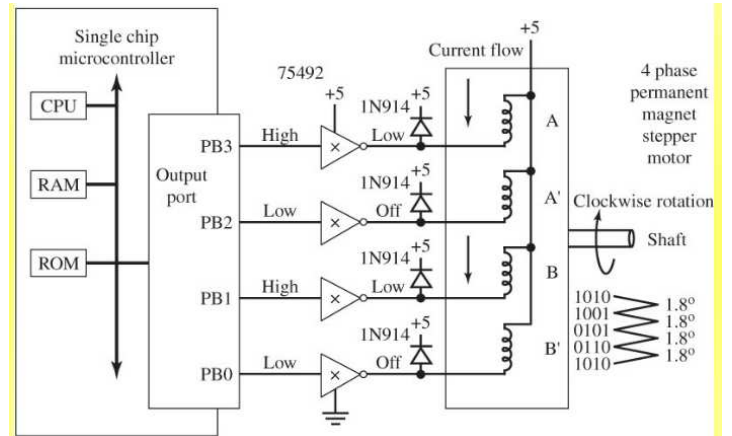 Single chip
microcontroller
CPU
RAM
ROM
Output
port
PB3
PB2
PB1
PB0
High
Low
High
Low
75492
+5
×
×
×
×
1N914
+5
Low
1N914
+5
Off
1N914
+5
Low
1N914
+5
Off
Current flow
+5
A
A'
B
B'
4 phase
permanent
magnet
stepper
motor
Clockwise rotation
Shaft
1010
1001
0101
0110
1010
1.8°
1.8°
1.8°
1.8°